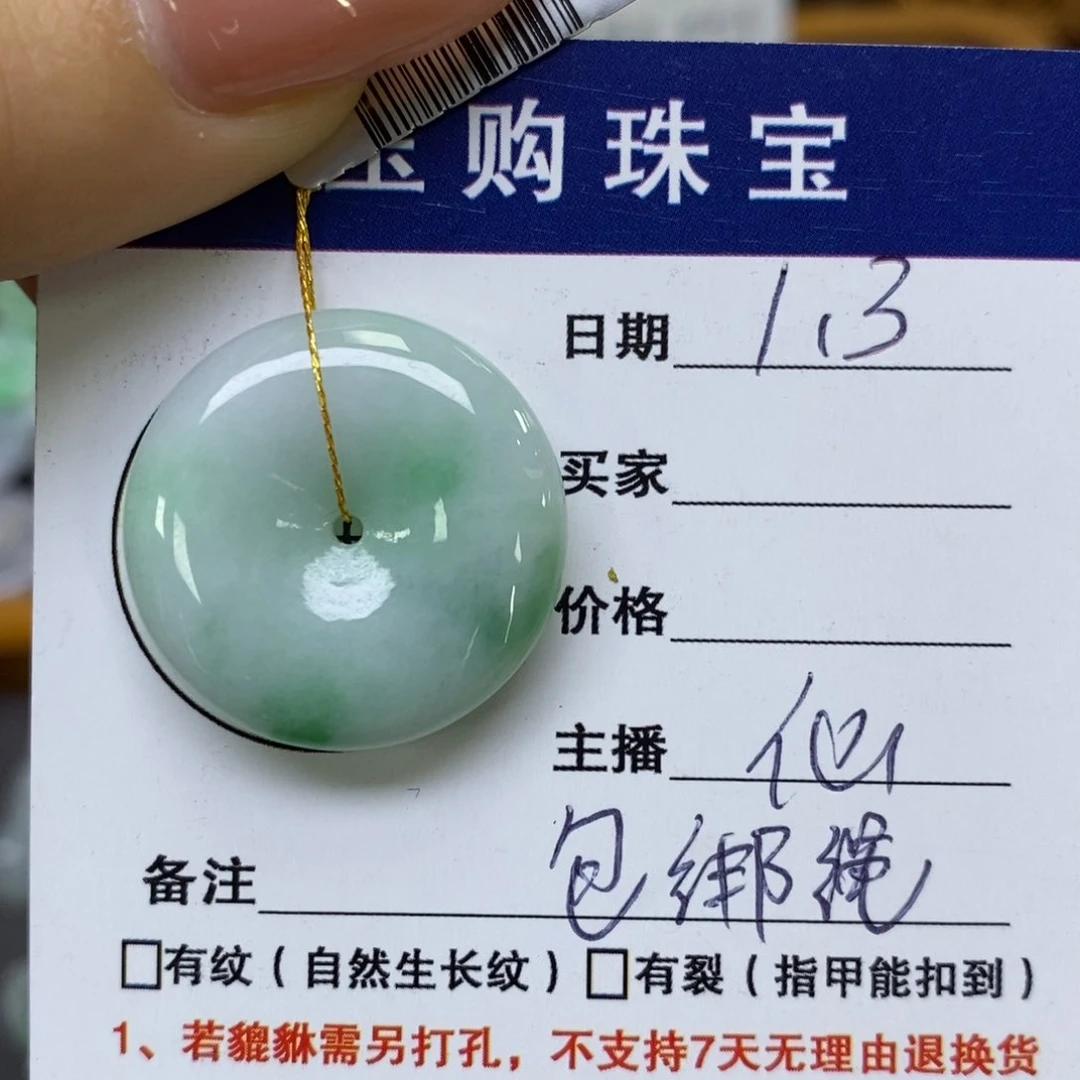 购珠宝
日期 1.3
买家
价格
主播 仙
备注 包绑绳
□有纹(自然生长纹) □有裂(指甲能扣到)
1、若貔貅需另打孔，不支持7天无理由退换货